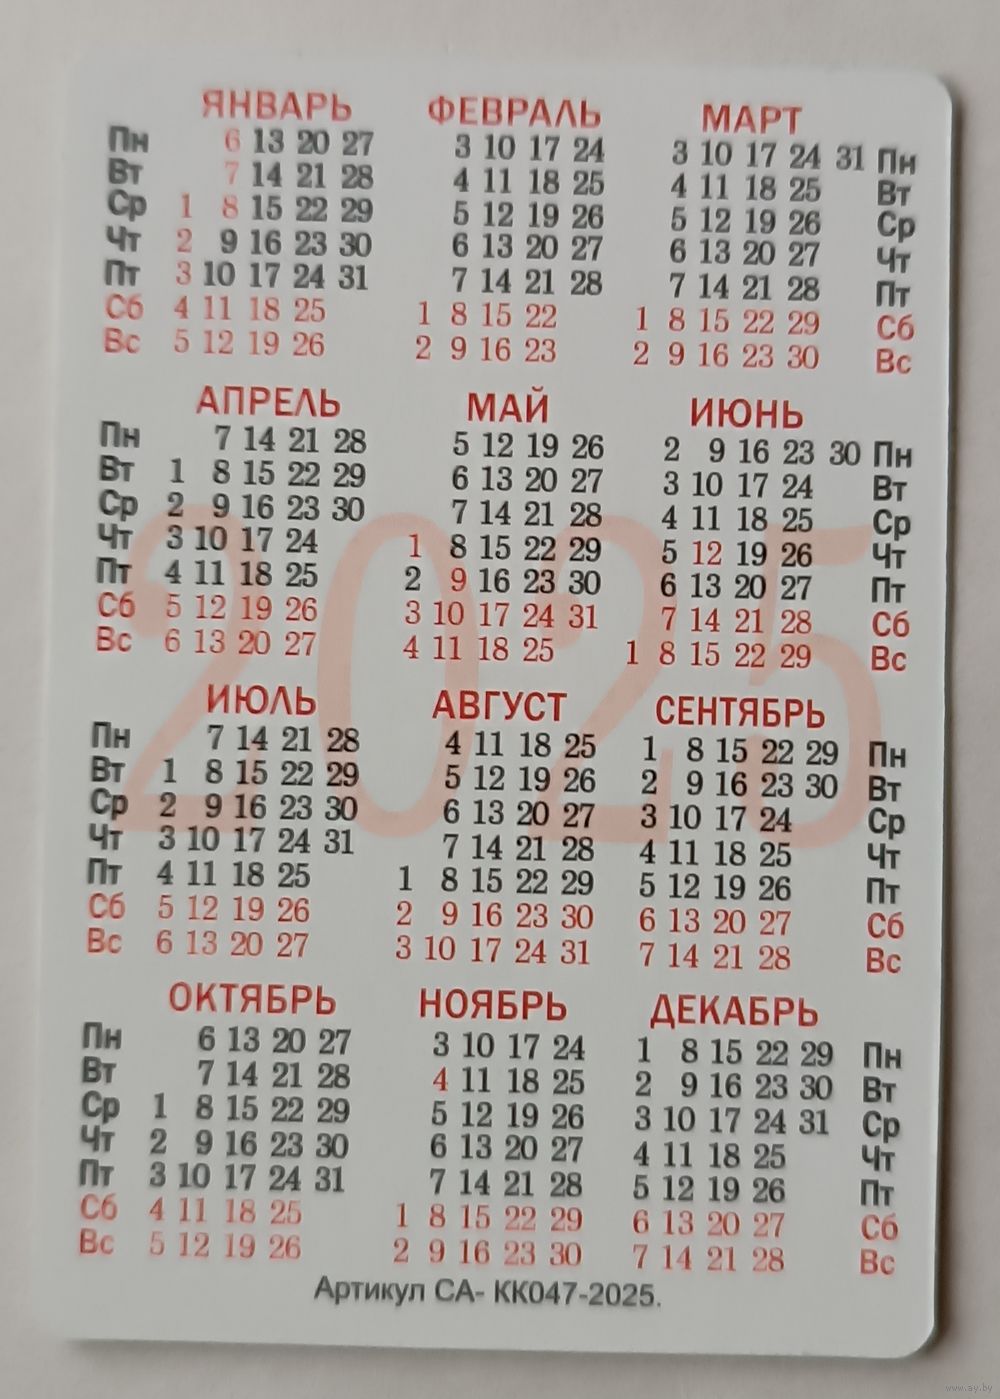 ЯНВАРЬ ФЕВРАЛЬ МАРТ
Пн 6 13 20 27 3 10 17 24 3 10 17 24 31 Пн
Вт 7 14 21 28 4 11 18 25 4 11 18 25 Вт
Ср 1 8 15 22 29 5 12 19 26 5 12 19 26 Ср
Чт 2 9 16 23 30 6 13 20 27 6 13 20 27 Чт
Пт 3 10 17 24 31 7 14 21 28 7 14 21 28 Пт
Сб 4 11 18 25 1 8 15 22 1 8 15 22 29 Сб
Вс 5 12 19 26 2 9 16 23 2 9 16 23 30 Вс
АПРЕЛЬ МАЙ ИЮНЬ
Пн 7 14 21 28 5 12 19 26 2 9 16 23 30 Пн
Вт 1 8 15 22 29 6 13 20 27 3 10 17 24 Вт
Ср 2 9 16 23 30 7 14 21 28 4 11 18 25 Ср
Чт 3 10 17 24 1 8 15 22 29 5 12 19 26 Чт
Пт 4 11 18 25 2 9 16 23 30 6 13 20 27 Пт
Сб 5 12 19 26 3 10 17 24 31 7 14 21 28 Сб
Вс 6 13 20 27 4 11 18 25 1 8 15 22 29 Вс
2025
ИЮЛЬ АВГУСТ СЕНТЯБРЬ
Пн 7 14 21 28 4 11 18 25 1 8 15 22 29 Пн
Вт 1 8 15 22 29 5 12 19 26 2 9 16 23 30 Вт
Ср 2 9 16 23 30 6 13 20 27 3 10 17 24 Ср
Чт 3 10 17 24 31 7 14 21 28 4 11 18 25 Чт
Пт 4 11 18 25 1 8 15 22 29 5 12 19 26 Пт
Сб 5 12 19 26 2 9 16 23 30 6 13 20 27 Сб
Вс 6 13 20 27 3 10 17 24 31 7 14 21 28 Вс
ОКТЯБРЬ НОЯБРЬ ДЕКАБРЬ
Пн 6 13 20 27 3 10 17 24 1 8 15 22 29 Пн
Вт 7 14 21 28 4 11 18 25 2 9 16 23 30 Вт
Ср 1 8 15 22 29 5 12 19 26 3 10 17 24 31 Ср
Чт 2 9 16 23 30 6 13 20 27 4 11 18 25 Чт
Пт 3 10 17 24 31 7 14 21 28 5 12 19 26 Пт
Сб 4 11 18 25 1 8 15 22 29 6 13 20 27 Сб
Вс 5 12 19 26 2 9 16 23 30 7 14 21 28 Вс
Артикул СА- КК047-2025.
www.ay.by